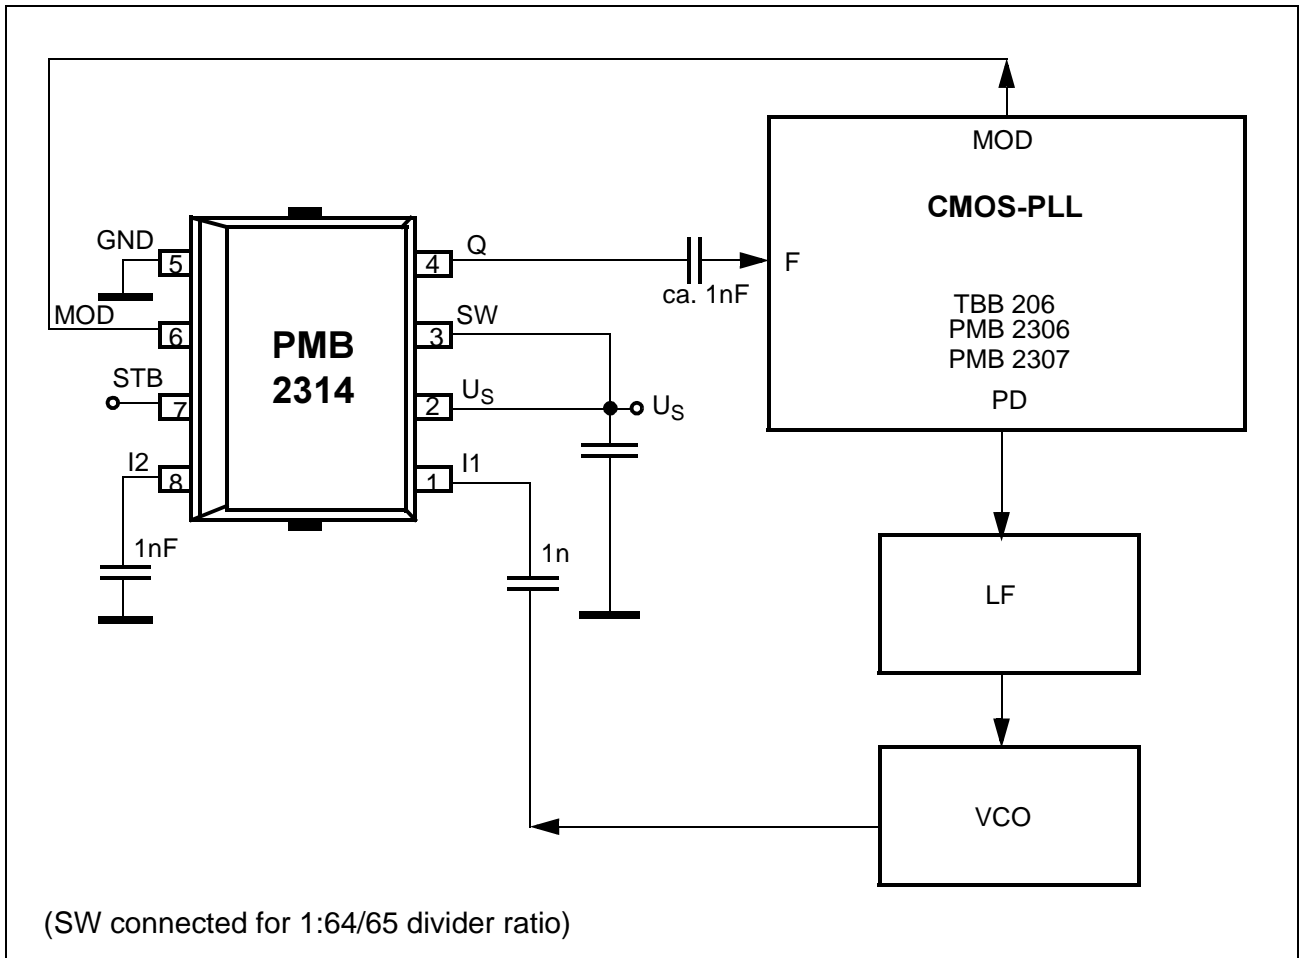 MOD
CMOS-PLL
GND
Q
5
4
F
ca. 1nF
TBB 206
MOD
SW
PMB 2306
6
3
PMB
2314
PMB 2307
STB
US
PD
7
2
US
I2
I1
8
1
1nF
1n
LF
VCO
(SW connected for 1:64/65 divider ratio)